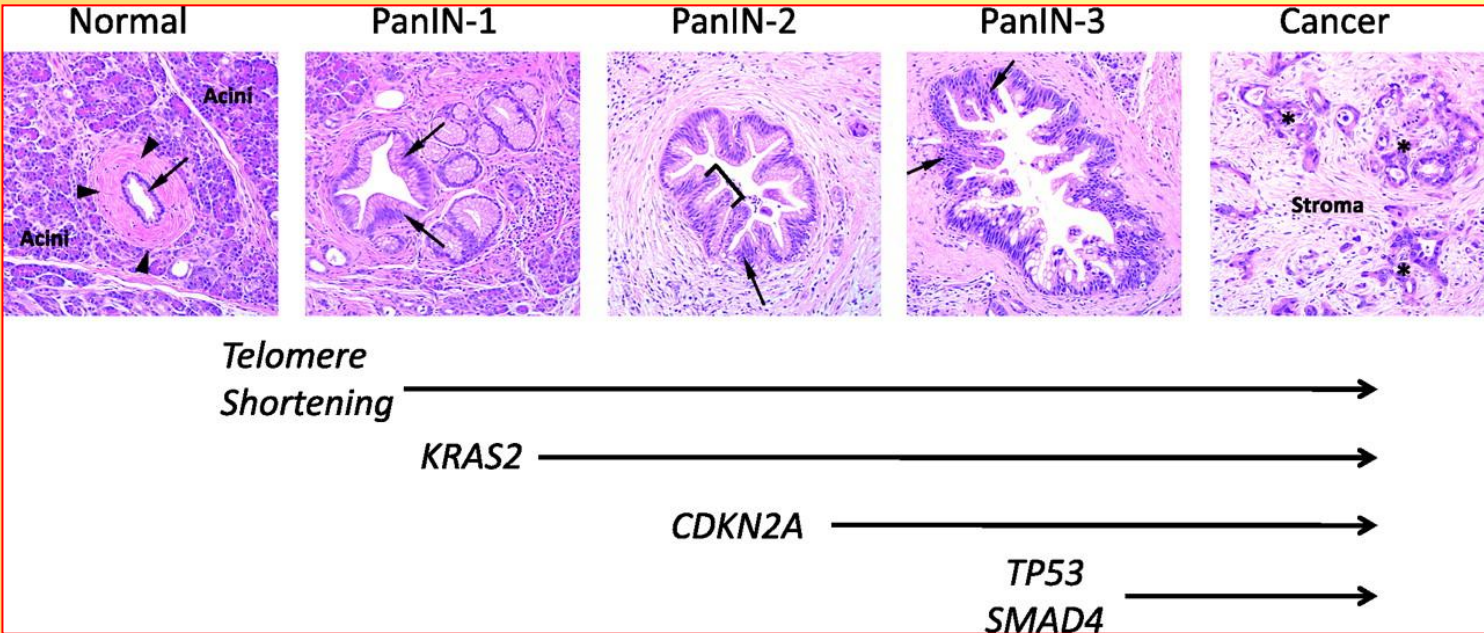 Normal
PanIN-1
PanIN-2
PanIN-3
Cancer
Acini
Acini
Stroma
*
*
*
Telomere
Shortening
KRAS2
CDKN2A
TP53
SMAD4